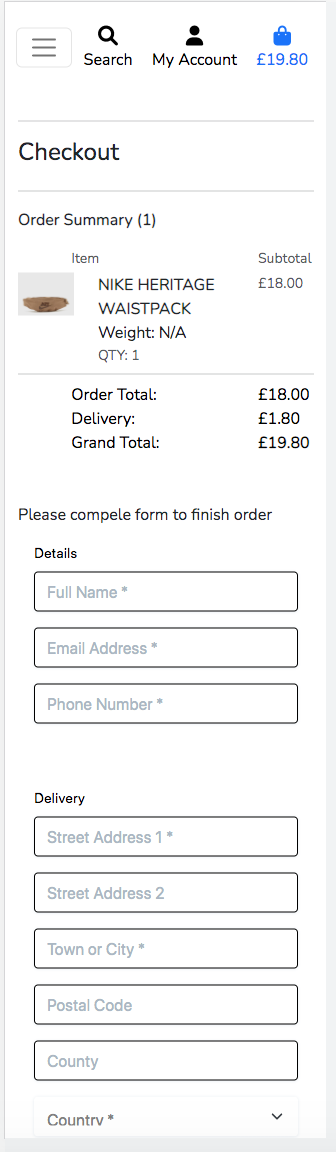 Search My Account £19.80
Checkout
Order Summary (1)
Item Subtotal
NIKE HERITAGE £18.00
WAISTPACK
Weight: N/A
QTY: 1
Order Total: £18.00
Delivery: £1.80
Grand Total: £19.80
Please compele form to finish order
Details
Full Name *
Email Address *
Phone Number *
Delivery
Street Address 1 *
Street Address 2
Town or City *
Postal Code
County
Country *